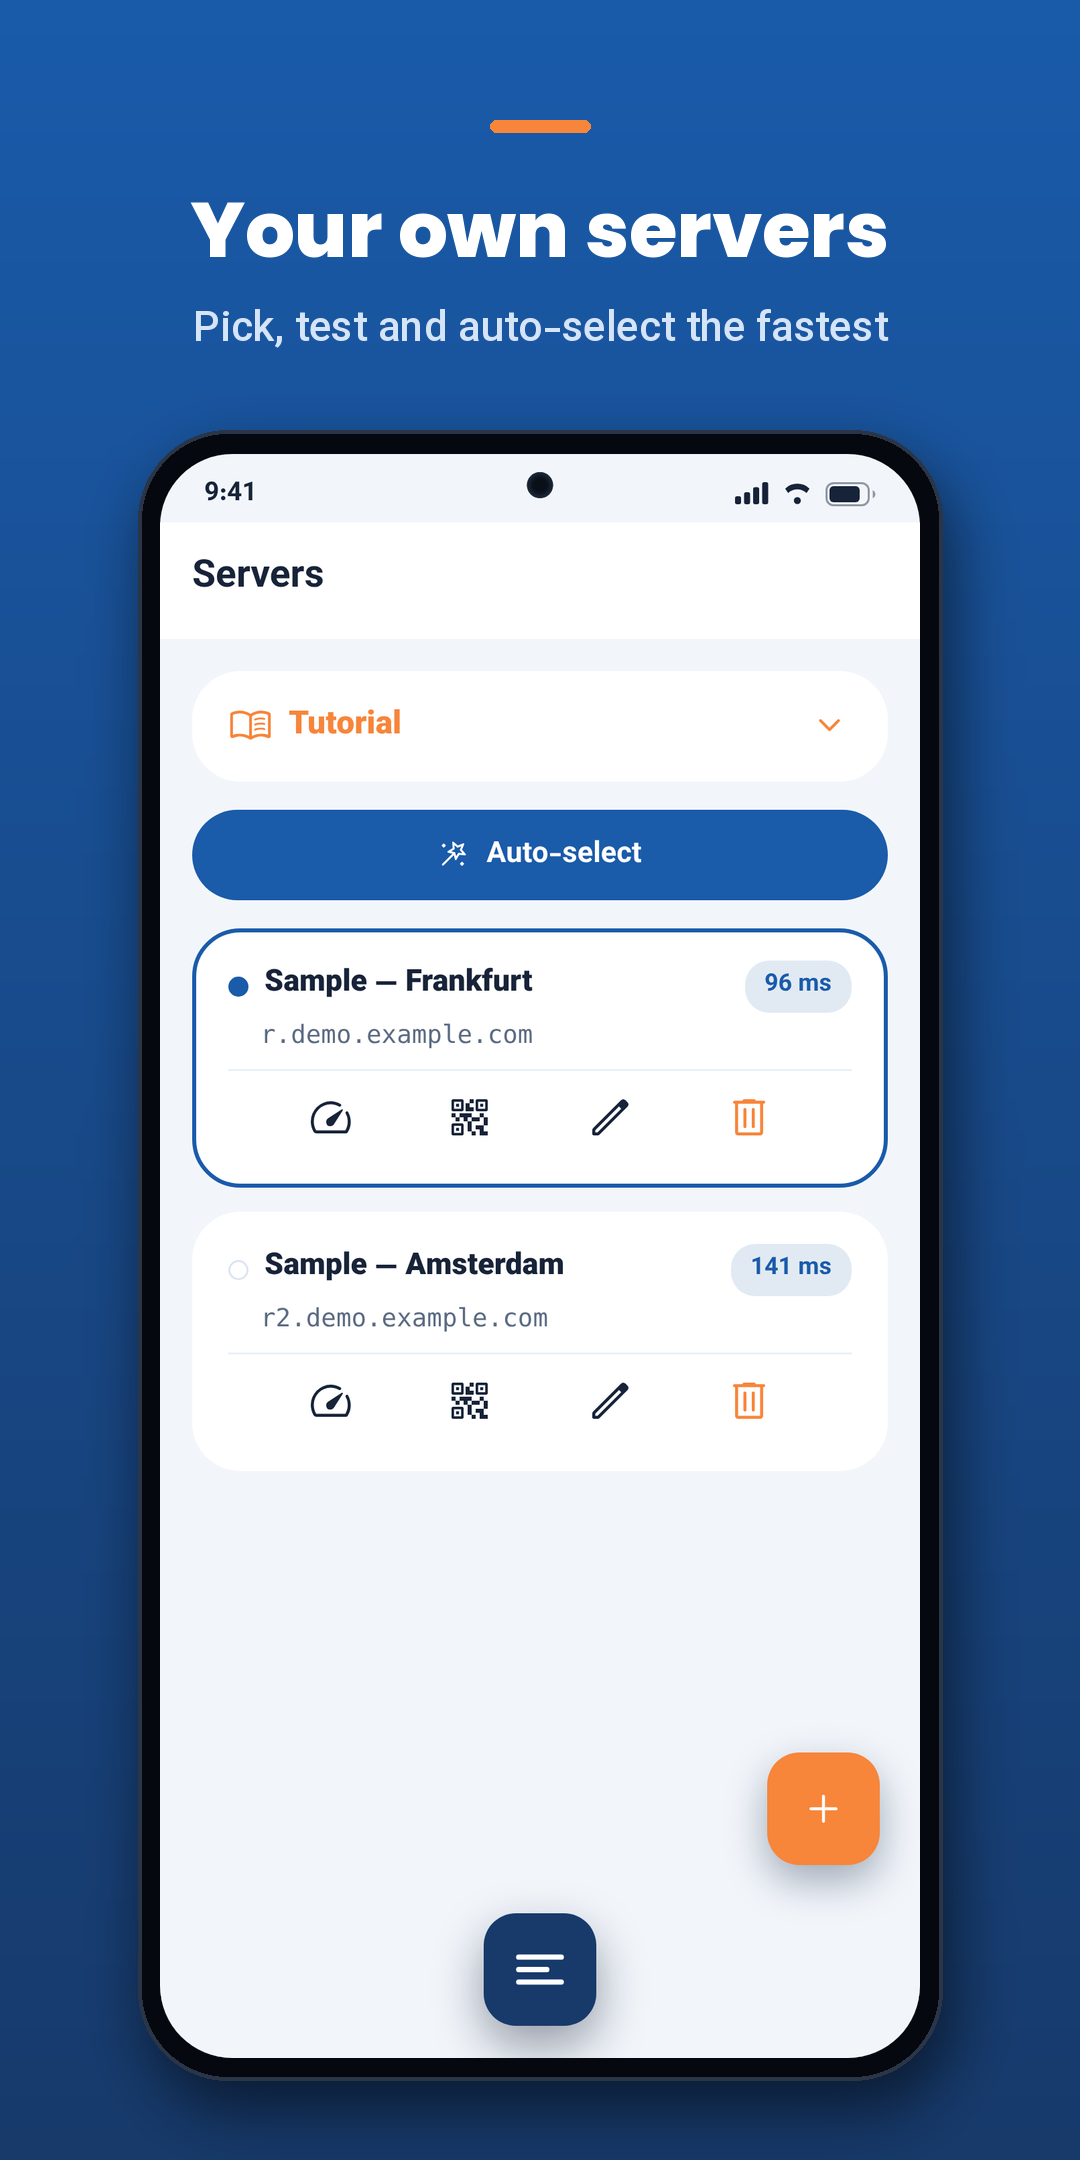 Your own servers
Pick, test and auto-select the fastest
9:41
Servers
Tutorial
Auto-select
Sample — Frankfurt
96 ms
r.demo.example.com
Sample — Amsterdam
141 ms
r2.demo.example.com